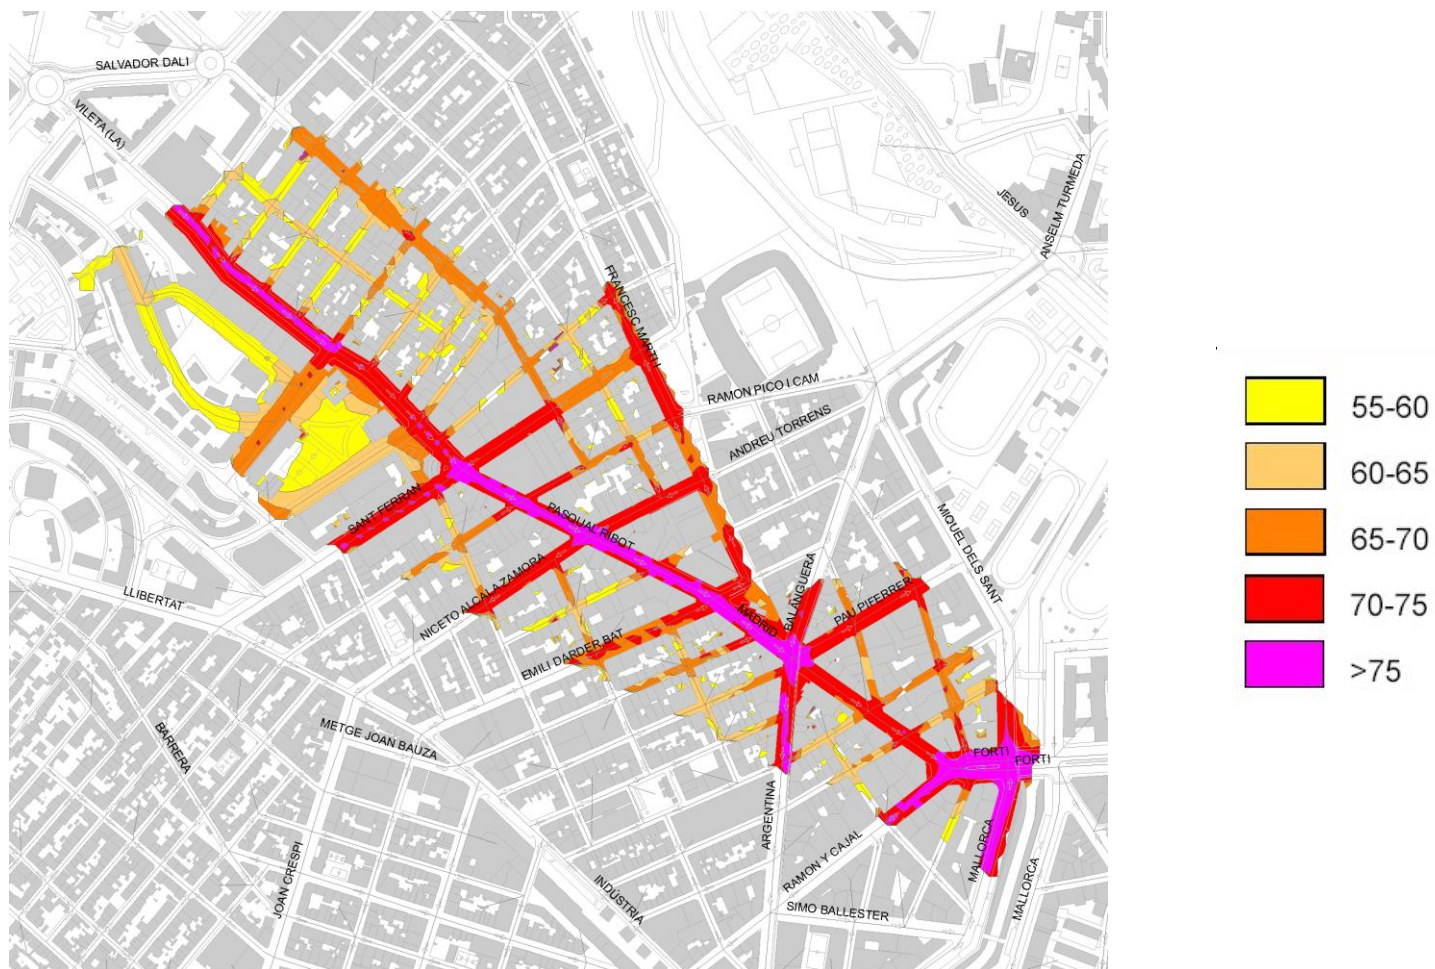 SALVADOR DALI
VILETA (LA)
ANSELM TURMEDA
JESUS
FRANCESC MARTI I
RAMON PICO I CAM
ANDREU TORRENS
55-60
60-65
65-70
70-75
>75
SANT FERRAN
PASQUAL RIBOT
MIQUEL DELS SANT
NICETO ALCALA ZAMORA
BALANGUERA
MADRID
PAU PIFERRER
LLIBERTAT
EMILI DARDER BAT
METGE JOAN BAUZA
BARRERA
FORTI
FORTI
ARGENTINA
RAMON Y CAJAL
MALLORCA
MALLORCA
JOAN CRESPI
INDÚSTRIA
SIMO BALLESTER